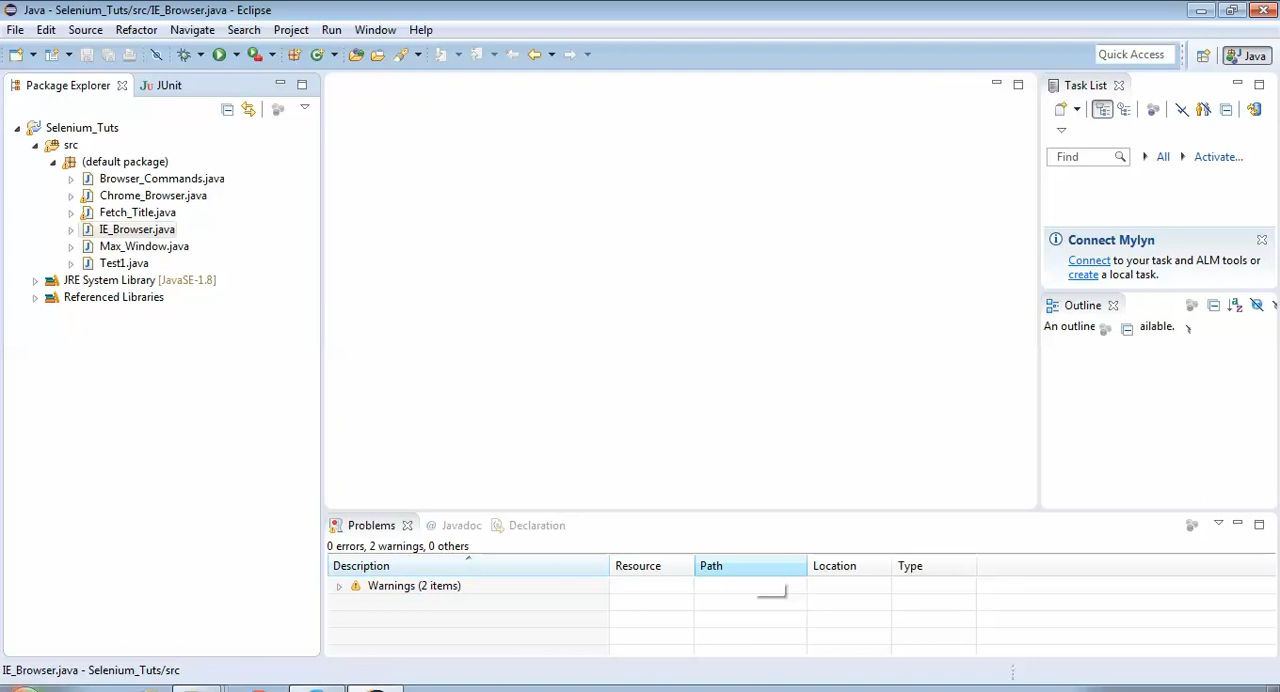 Java - Selenium_Tuts/src/IE_Browser.java - Eclipse
File Edit Source Refactor Navigate Search Project Run Window Help
Quick Access
Java
Package Explorer
Ju JUnit
Selenium_Tuts
src
(default package)
Browser_Commands.java
Chrome_Browser.java
Fetch_Title.java
IE_Browser.java
Max_Window.java
Test1.java
JRE System Library [JavaSE-1.8]
Referenced Libraries
Task List
Find
All
Activate...
Connect Mylyn
Connect to your task and ALM tools or
create a local task.
Outline
An outline ailable.
Problems @ Javadoc Declaration
0 errors, 2 warnings, 0 others
Description Resource Path Location Type
Warnings (2 items)
IE_Browser.java - Selenium_Tuts/src